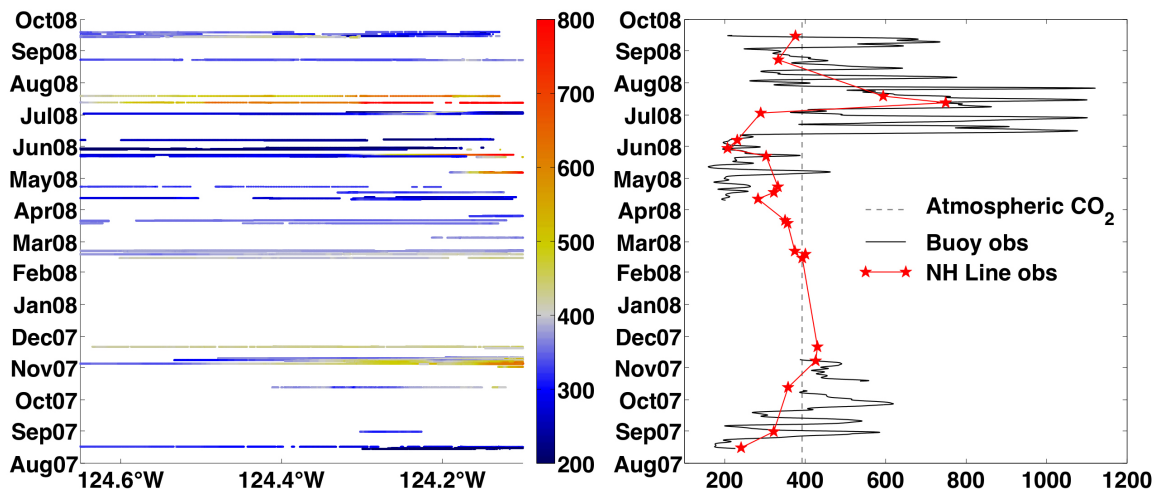 Oct08
Sep08
Aug08
Jul08
Jun08
May08
Apr08
Mar08
Feb08
Jan08
Dec07
Nov07
Oct07
Sep07
Aug07
124.6°W 124.4°W 124.2°W
800
700
600
500
400
300
200
Oct08
Sep08
Aug08
Jul08
Jun08
May08
Apr08
Mar08
Feb08
Jan08
Dec07
Nov07
Oct07
Sep07
Aug07
200 400 600 800 1000 1200
Atmospheric CO₂
Buoy obs
NH Line obs